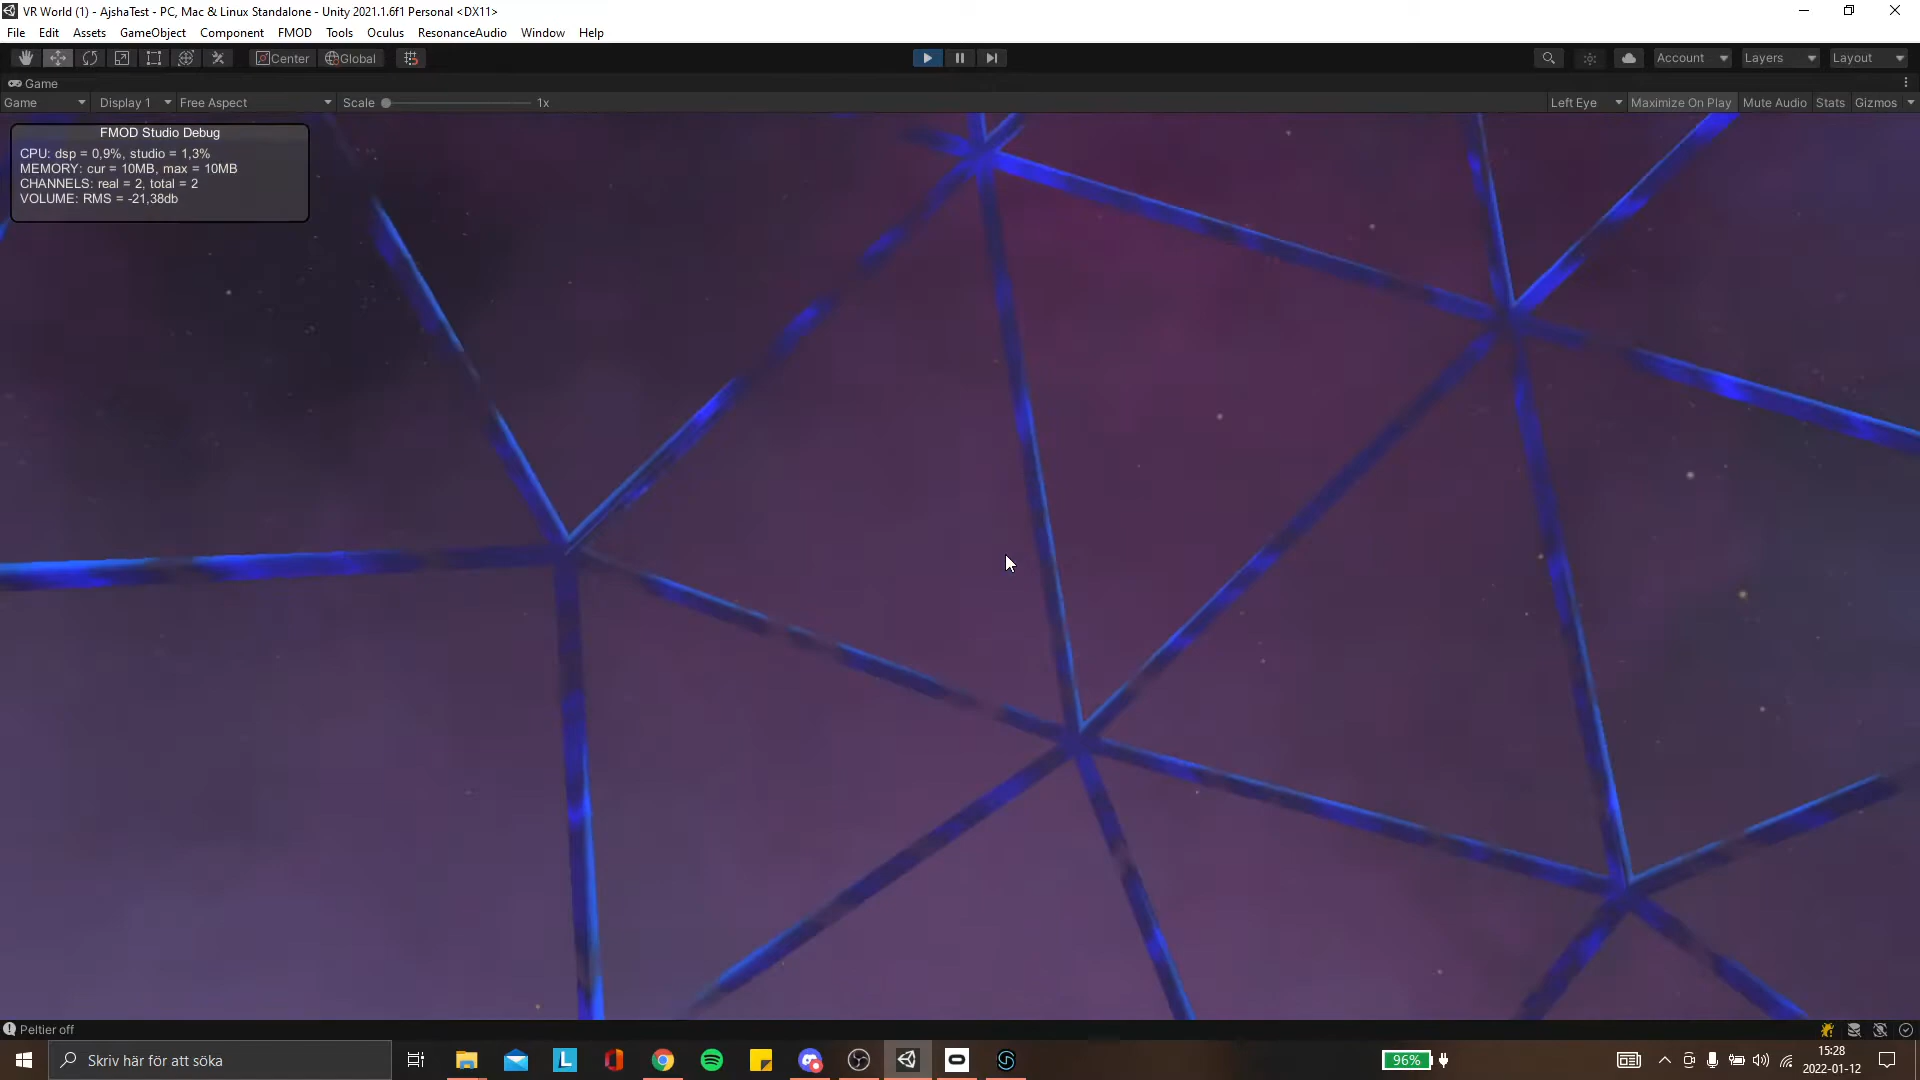 VR World (1) - AjshaTest - PC, Mac & Linux Standalone - Unity 2021.1.6f1 Personal <DX11>
File Edit Assets GameObject Component FMOD Tools Oculus ResonanceAudio Window Help
Center Global Account Layers Layout
Game
Game Display 1 Free Aspect Scale 1x Left Eye Maximize On Play Mute Audio Stats Gizmos
FMOD Studio Debug
CPU: dsp = 0,9%, studio = 1,3%
MEMORY: cur = 10MB, max = 10MB
CHANNELS: real = 2, total = 2
VOLUME: RMS = -21,38db
Peltier off
Skriv här för att söka
L
96%
15:28
2022-01-12